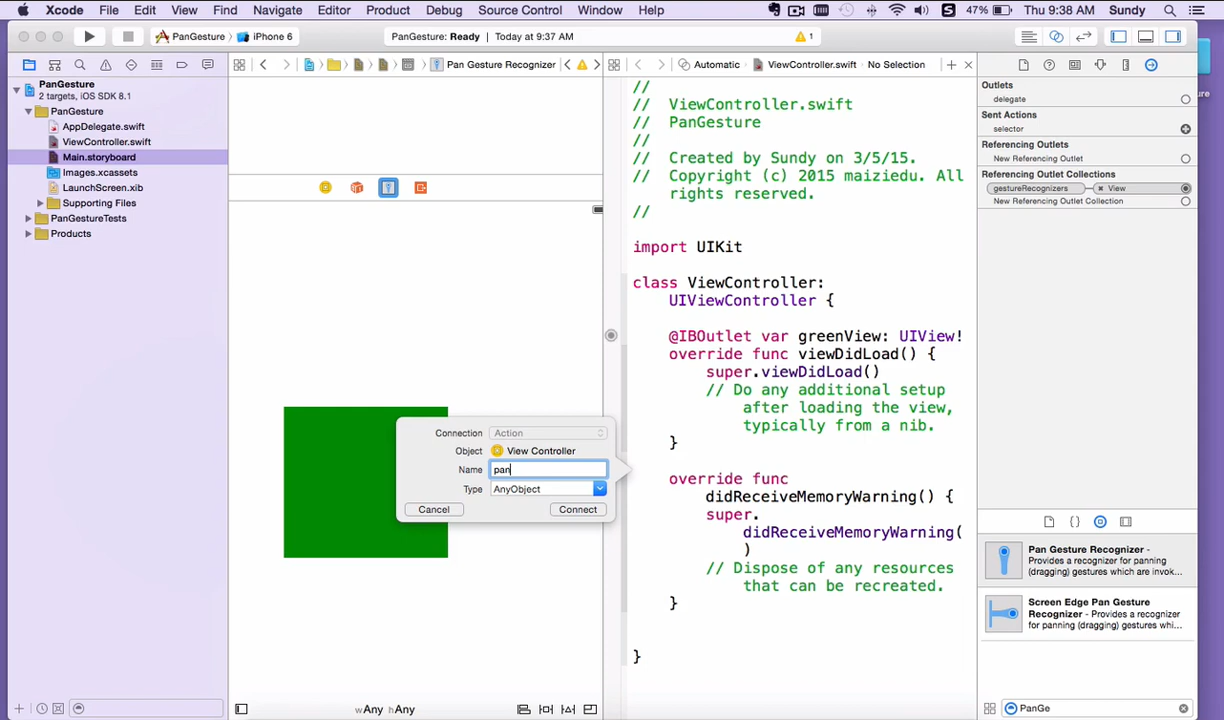 Xcode File Edit View Find Navigate Editor Product Debug Source Control Window Help 47% Thu 9:38 AM Sundy
PanGesture iPhone 6
PanGesture: Ready Today at 9:37 AM 1
PanGesture
2 targets, iOS SDK 8.1
PanGesture
AppDelegate.swift
ViewController.swift
Main.storyboard
Images.xcassets
LaunchScreen.xib
Supporting Files
PanGestureTests
Products
Pan Gesture Recognizer
Connection Action
Object View Controller
Name pan
Type AnyObject
Cancel Connect
wAny hAny
Automatic ViewController.swift No Selection
//
// ViewController.swift
// PanGesture
//
// Created by Sundy on 3/5/15.
// Copyright (c) 2015 maiziedu. All
rights reserved.
//
import UIKit
class ViewController:
UIViewController {
@IBOutlet var greenView: UIView!
override func viewDidLoad() {
super.viewDidLoad()
// Do any additional setup
after loading the view,
typically from a nib.
}
override func
didReceiveMemoryWarning() {
super.
didReceiveMemoryWarning(
)
// Dispose of any resources
that can be recreated.
}
}
Outlets
delegate
Sent Actions
selector
Referencing Outlets
New Referencing Outlet
Referencing Outlet Collections
gestureRecognizers View
New Referencing Outlet Collection
Pan Gesture Recognizer -
Provides a recognizer for panning
(dragging) gestures which are invok...
Screen Edge Pan Gesture
Recognizer - Provides a recognizer
for panning (dragging) gestures whi...
PanGe